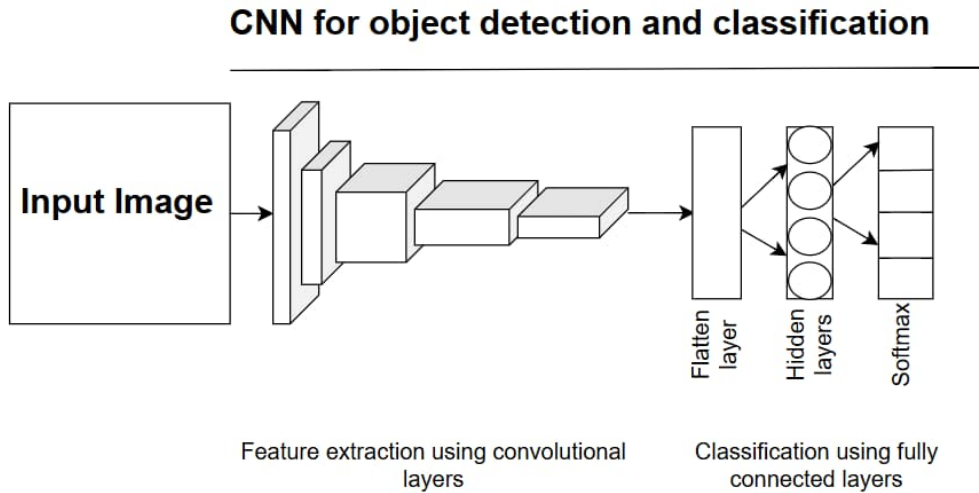 CNN for object detection and classification
Input Image
Flatten
layer
Hidden
layers
Softmax
Feature extraction using convolutional
layers
Classification using fully
connected layers